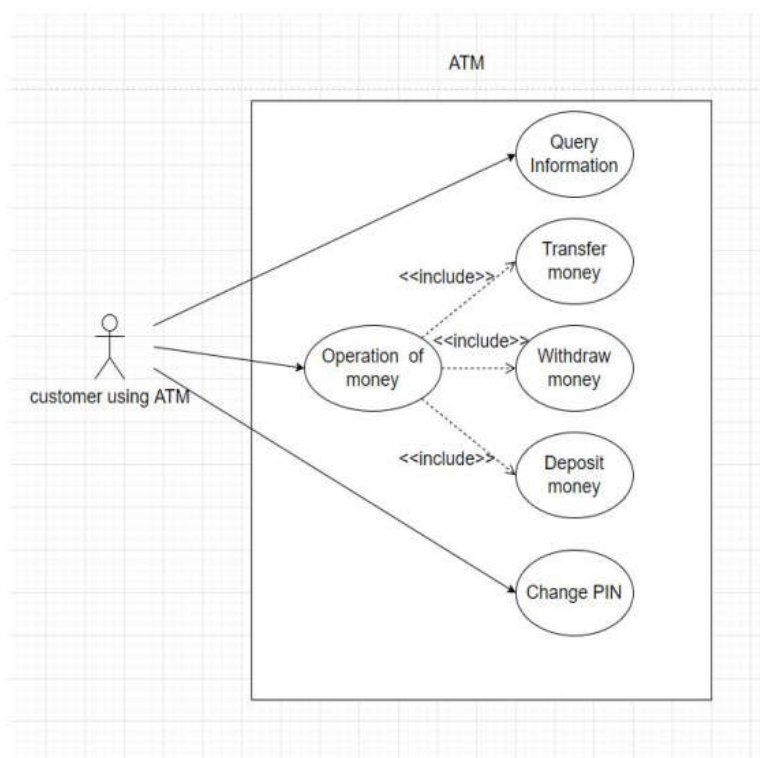 ATM
Query
Information
Transfer
money
<<include>>
<<include>>
Operation of
money
Withdraw
money
customer using ATM
<<include>>
Deposit
money
Change PIN